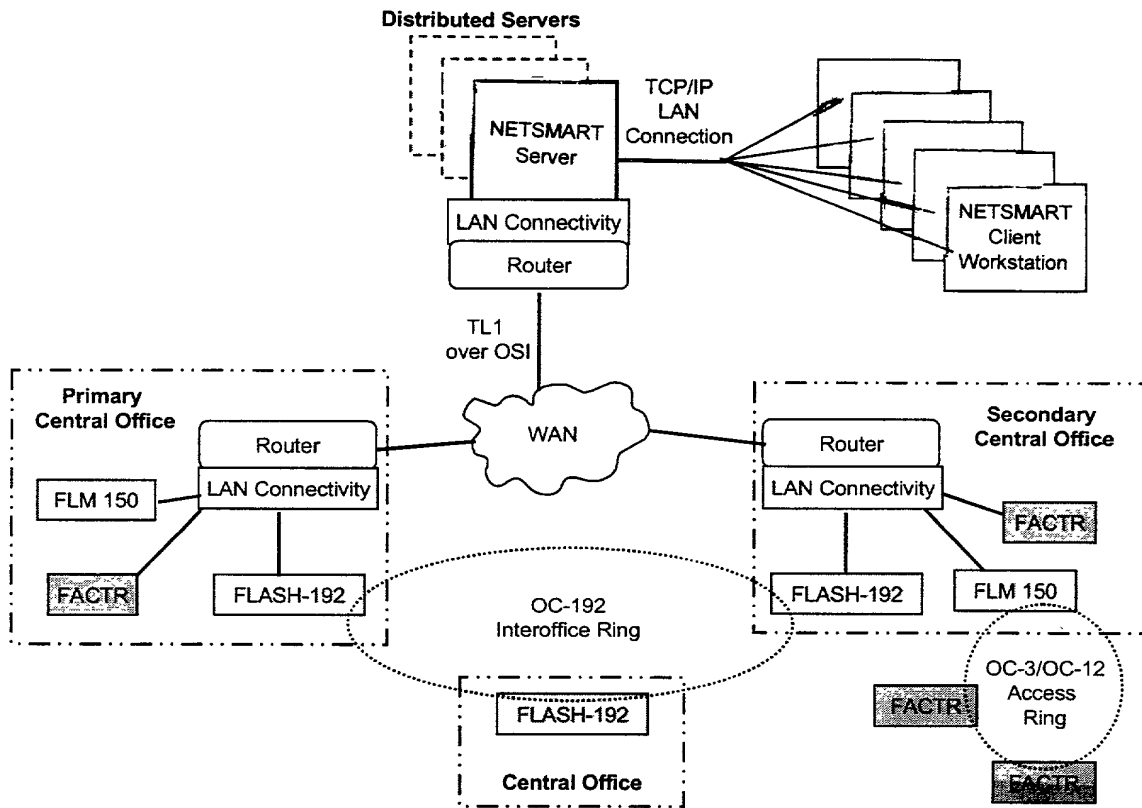 Distributed Servers
NETSMART
Server
TCP/IP
LAN
Connection
NETSMART
Client
Workstation
LAN Connectivity
Router
TL1
over OSI
WAN
Primary
Central Office
Router
LAN Connectivity
FLM 150
FACTR
FLASH-192
Secondary
Central Office
Router
LAN Connectivity
FACTR
FLASH-192
FLM 150
OC-192
Interoffice Ring
FLASH-192
Central Office
OC-3/OC-12
Access
Ring
FACTR
FACTR